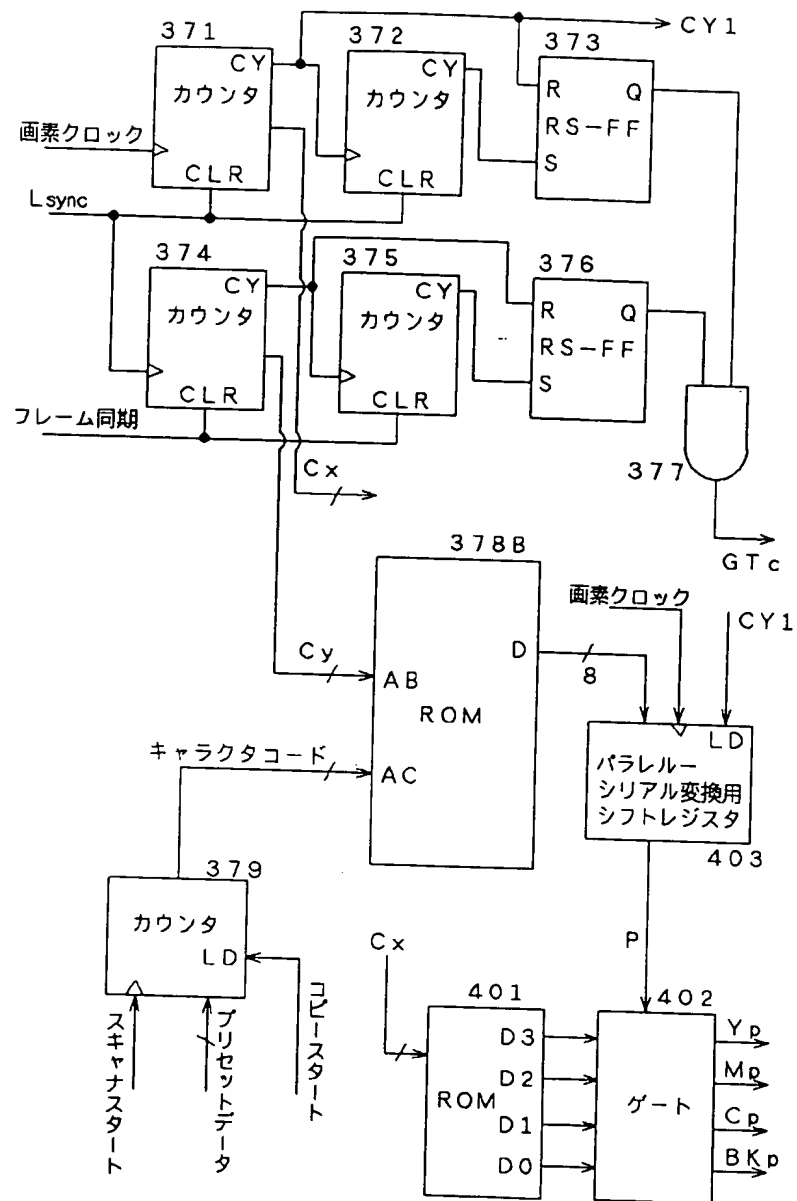 371
CY
カウンタ
CLR
画素クロック
372
CY
カウンタ
CLR
373
R
Q
RS-FF
S
CY1
Lsync
374
CY
カウンタ
CLR
375
CY
カウンタ
CLR
376
R
Q
RS-FF
S
フレーム同期
377
GTc
Cx
378B
Cy
AB
D
ROM
AC
8
キャラクタコード
画素クロック
CY1
LD
パラレルー
シリアル変換用
シフトレジスタ
403
379
カウンタ
LD
スキャナスタート
プリセットデータ
コピースタート
P
Cx
401
D3
D2
ROM
D1
D0
402
ゲート
Yp
Mp
Cp
BKp